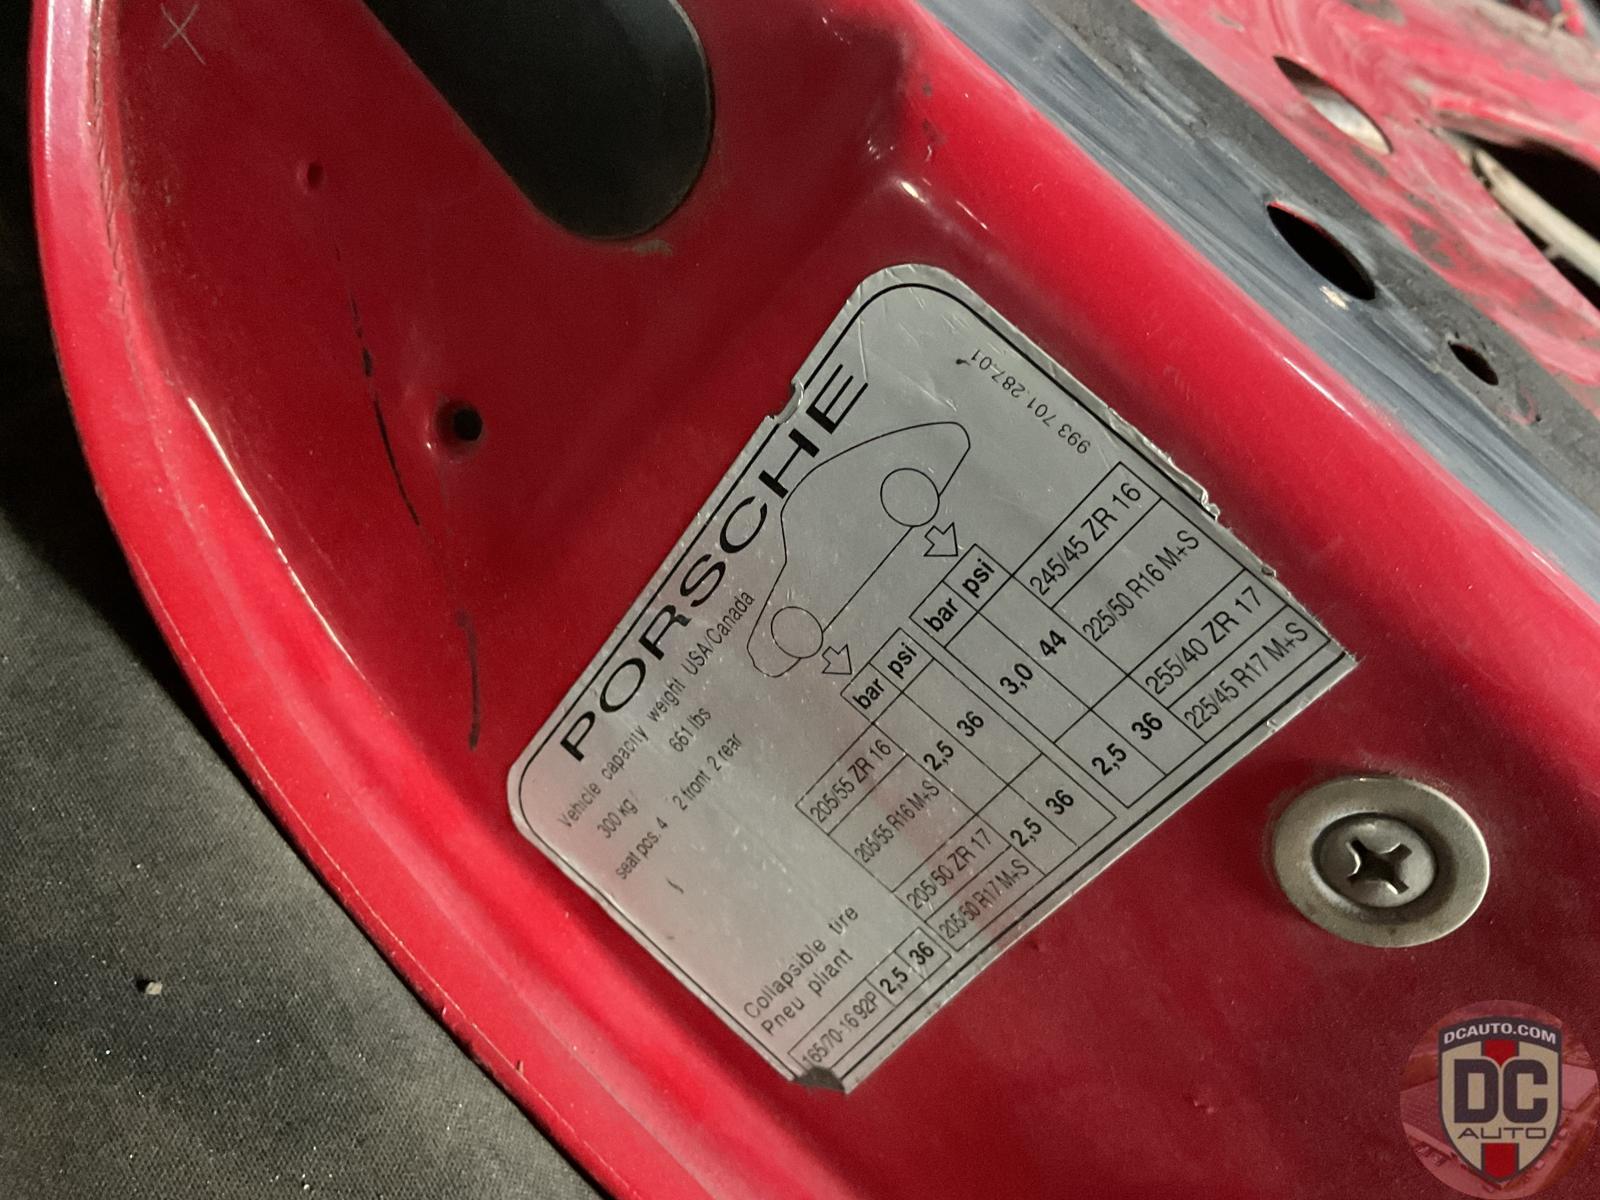 PORSCHE
Vehicle capacity weight USA/Canada
300 kg/ 661 lbs
seat pos. 4 2 front 2 rear
993 701 287-01
bar psi
bar psi
205/55 ZR 16
2,5 36
3,0 44
245/45 ZR 16
205/55 R16 M+S
225/50 R16 M+S
205/50 ZR 17
2,5 36
2,5 36
255/40 ZR 17
205/50 R17 M+S
225/45 R17 M+S
Collapsible tire
Pneu pliant
165/70-16 92P 2,5 36
DCAUTO.COM
DC
AUTO